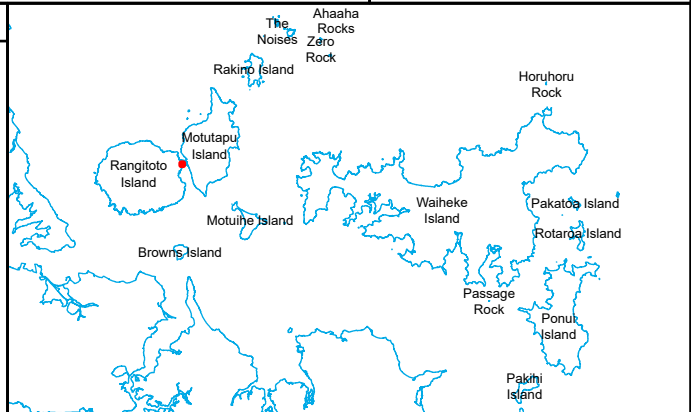 The
Noises
Ahaaha
Rocks
Zero
Rock
Rakino Island
Horuhoru
Rock
Motutapu
Island
Rangitoto
Island
Waiheke
Island
Pakatoa Island
Motuihe Island
Rotaroa Island
Browns Island
Passage
Rock
Ponui
Island
Pakihi
Island